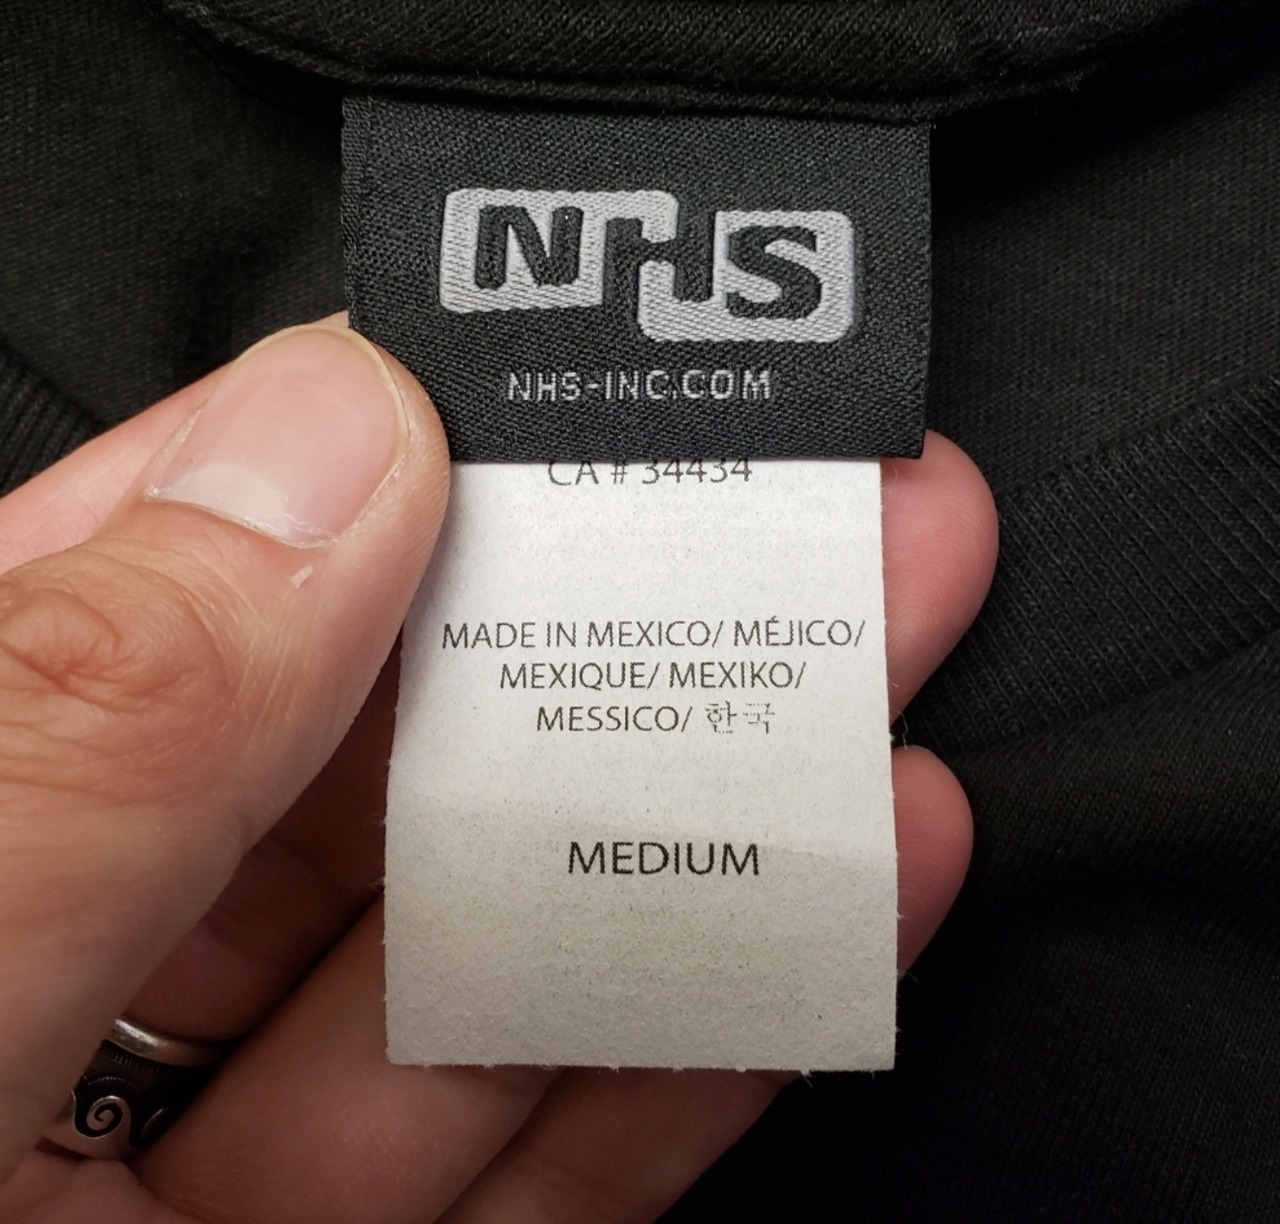 NHS
NHS-INC.COM
CA # 34434
MADE IN MEXICO/ MÉJICO/
MEXIQUE/ MEXIKO/
MESSICO/ 한국
MEDIUM